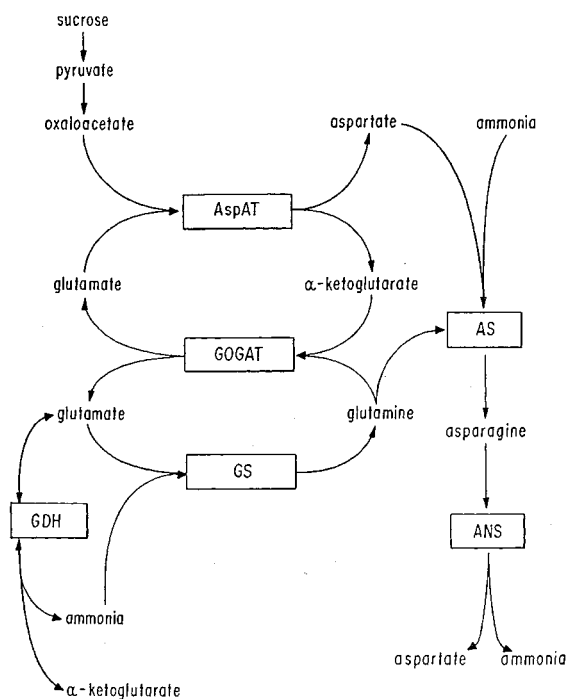 sucrose
pyruvate
oxaloacetate
aspartate
ammonia
AspAT
glutamate
α-ketoglutarate
AS
GOGAT
glutamate
glutamine
asparagine
GS
GDH
ANS
ammonia
aspartate
ammonia
α-ketoglutarate